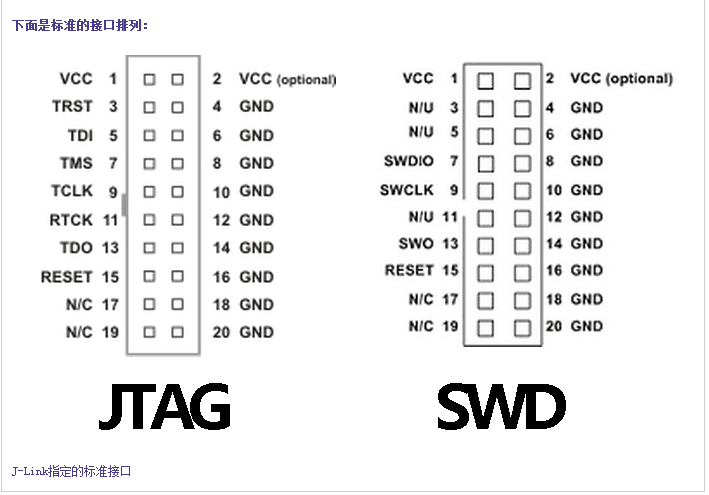 下面是标准的接口排列：
VCC 1 2 VCC (optional)
TRST 3 4 GND
TDI 5 6 GND
TMS 7 8 GND
TCLK 9 10 GND
RTCK 11 12 GND
TDO 13 14 GND
RESET 15 16 GND
N/C 17 18 GND
N/C 19 20 GND
JTAG
VCC 1 2 VCC (optional)
N/U 3 4 GND
N/U 5 6 GND
SWDIO 7 8 GND
SWCLK 9 10 GND
N/U 11 12 GND
SWO 13 14 GND
RESET 15 16 GND
N/C 17 18 GND
N/C 19 20 GND
SWD
J-Link指定的标准接口